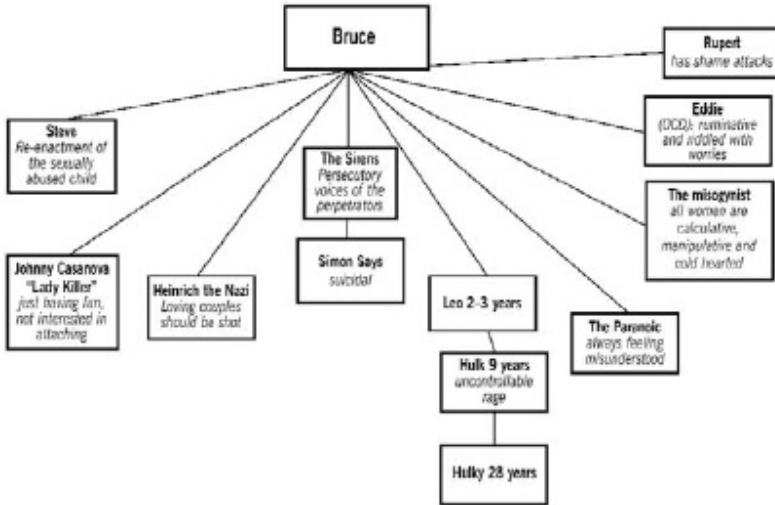 Bruce
Rupert
has shame attacks
Steve
Re-enactment of
the sexually
abused child
Eddie
(OCD): ruminative
and riddled with
worries
The Sirens
Persecutory
voices of the
perpetrators
The misogynist
all women are
calculative,
manipulative and
cold hearted
Johnny Casanova
"Lady Killer"
just having fun,
not interested in
attaching
Heinrich the Nazi
Loving couples
should be shot
Simon Says
suicidal
Leo 2-3 years
The Paranoic
always feeling
misunderstood
Hulk 9 years
uncontrollable
rage
Hulky 28 years